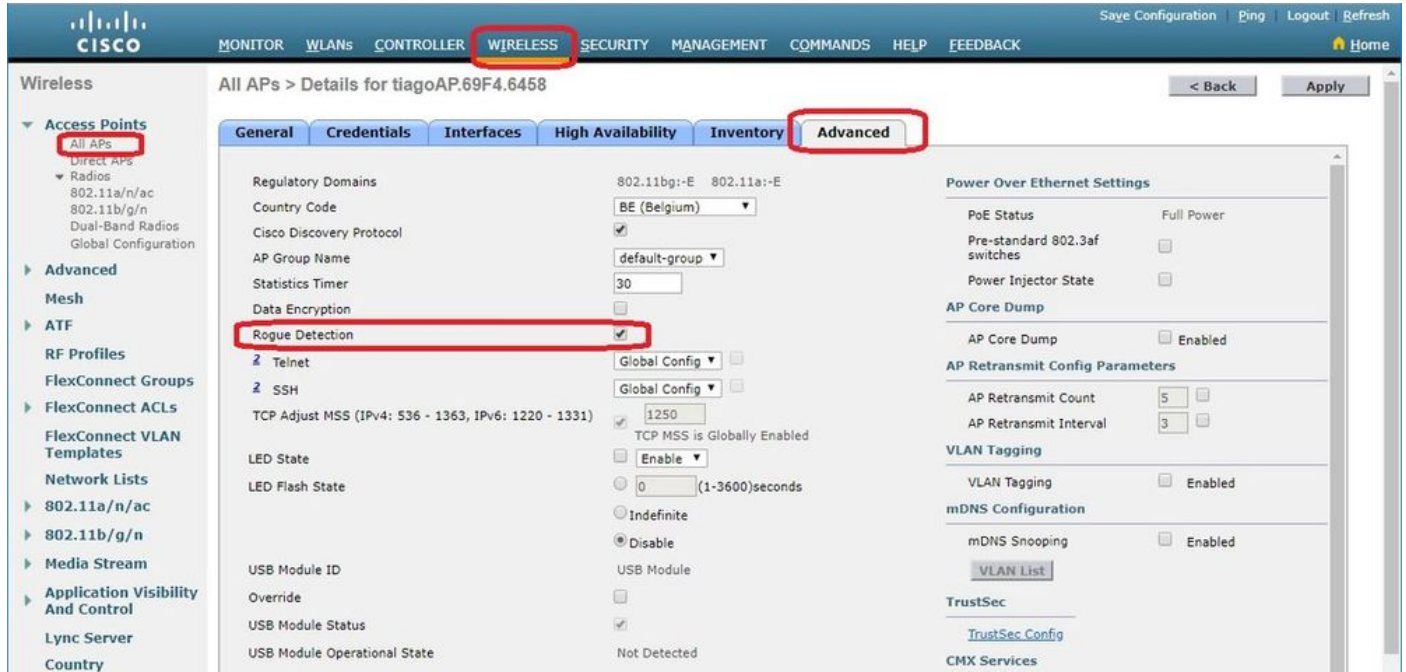 Save Configuration Ping Logout Refresh
CISCO
MONITOR WLANs CONTROLLER WIRELESS SECURITY MANAGEMENT COMMANDS HELP FEEDBACK Home
Wireless
Access Points
All APs
Direct APs
Radios
802.11a/n/ac
802.11b/g/n
Dual-Band Radios
Global Configuration
Advanced
Mesh
ATF
RF Profiles
FlexConnect Groups
FlexConnect ACLs
FlexConnect VLAN
Templates
Network Lists
802.11a/n/ac
802.11b/g/n
Media Stream
Application Visibility
And Control
Lync Server
Country
All APs > Details for tiagoAP.69F4.6458
< Back Apply
General Credentials Interfaces High Availability Inventory Advanced
Regulatory Domains 802.11bg:-E 802.11a:-E
Country Code BE (Belgium)
Cisco Discovery Protocol
AP Group Name default-group
Statistics Timer 30
Data Encryption
Rogue Detection
2 Telnet Global Config
2 SSH Global Config
TCP Adjust MSS (IPv4: 536 - 1363, IPv6: 1220 - 1331) 1250
TCP MSS is Globally Enabled
LED State Enable
LED Flash State 0 (1-3600)seconds
Indefinite
Disable
USB Module ID USB Module
Override
USB Module Status
USB Module Operational State Not Detected
Power Over Ethernet Settings
PoE Status Full Power
Pre-standard 802.3af
switches
Power Injector State
AP Core Dump
AP Core Dump Enabled
AP Retransmit Config Parameters
AP Retransmit Count 5
AP Retransmit Interval 3
VLAN Tagging
VLAN Tagging Enabled
mDNS Configuration
mDNS Snooping Enabled
VLAN List
TrustSec
TrustSec Config
CMX Services